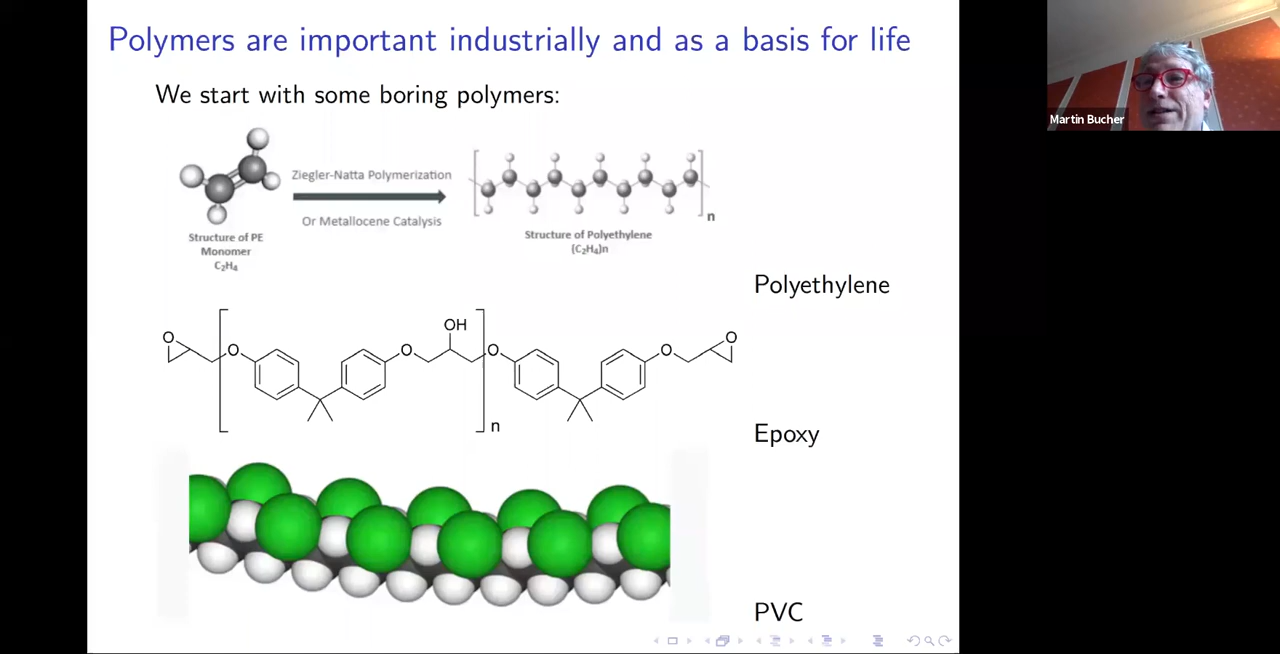 Polymers are important industrially and as a basis for life
We start with some boring polymers:
Ziegler-Natta Polymerization
Or Metallocene Catalysis
n
Structure of PE
Monomer
C₂H₄
Structure of Polyethylene
(C₂H₄)n
Polyethylene
OH
O
O
O
O
O
O
n
Epoxy
PVC
Martin Bucher